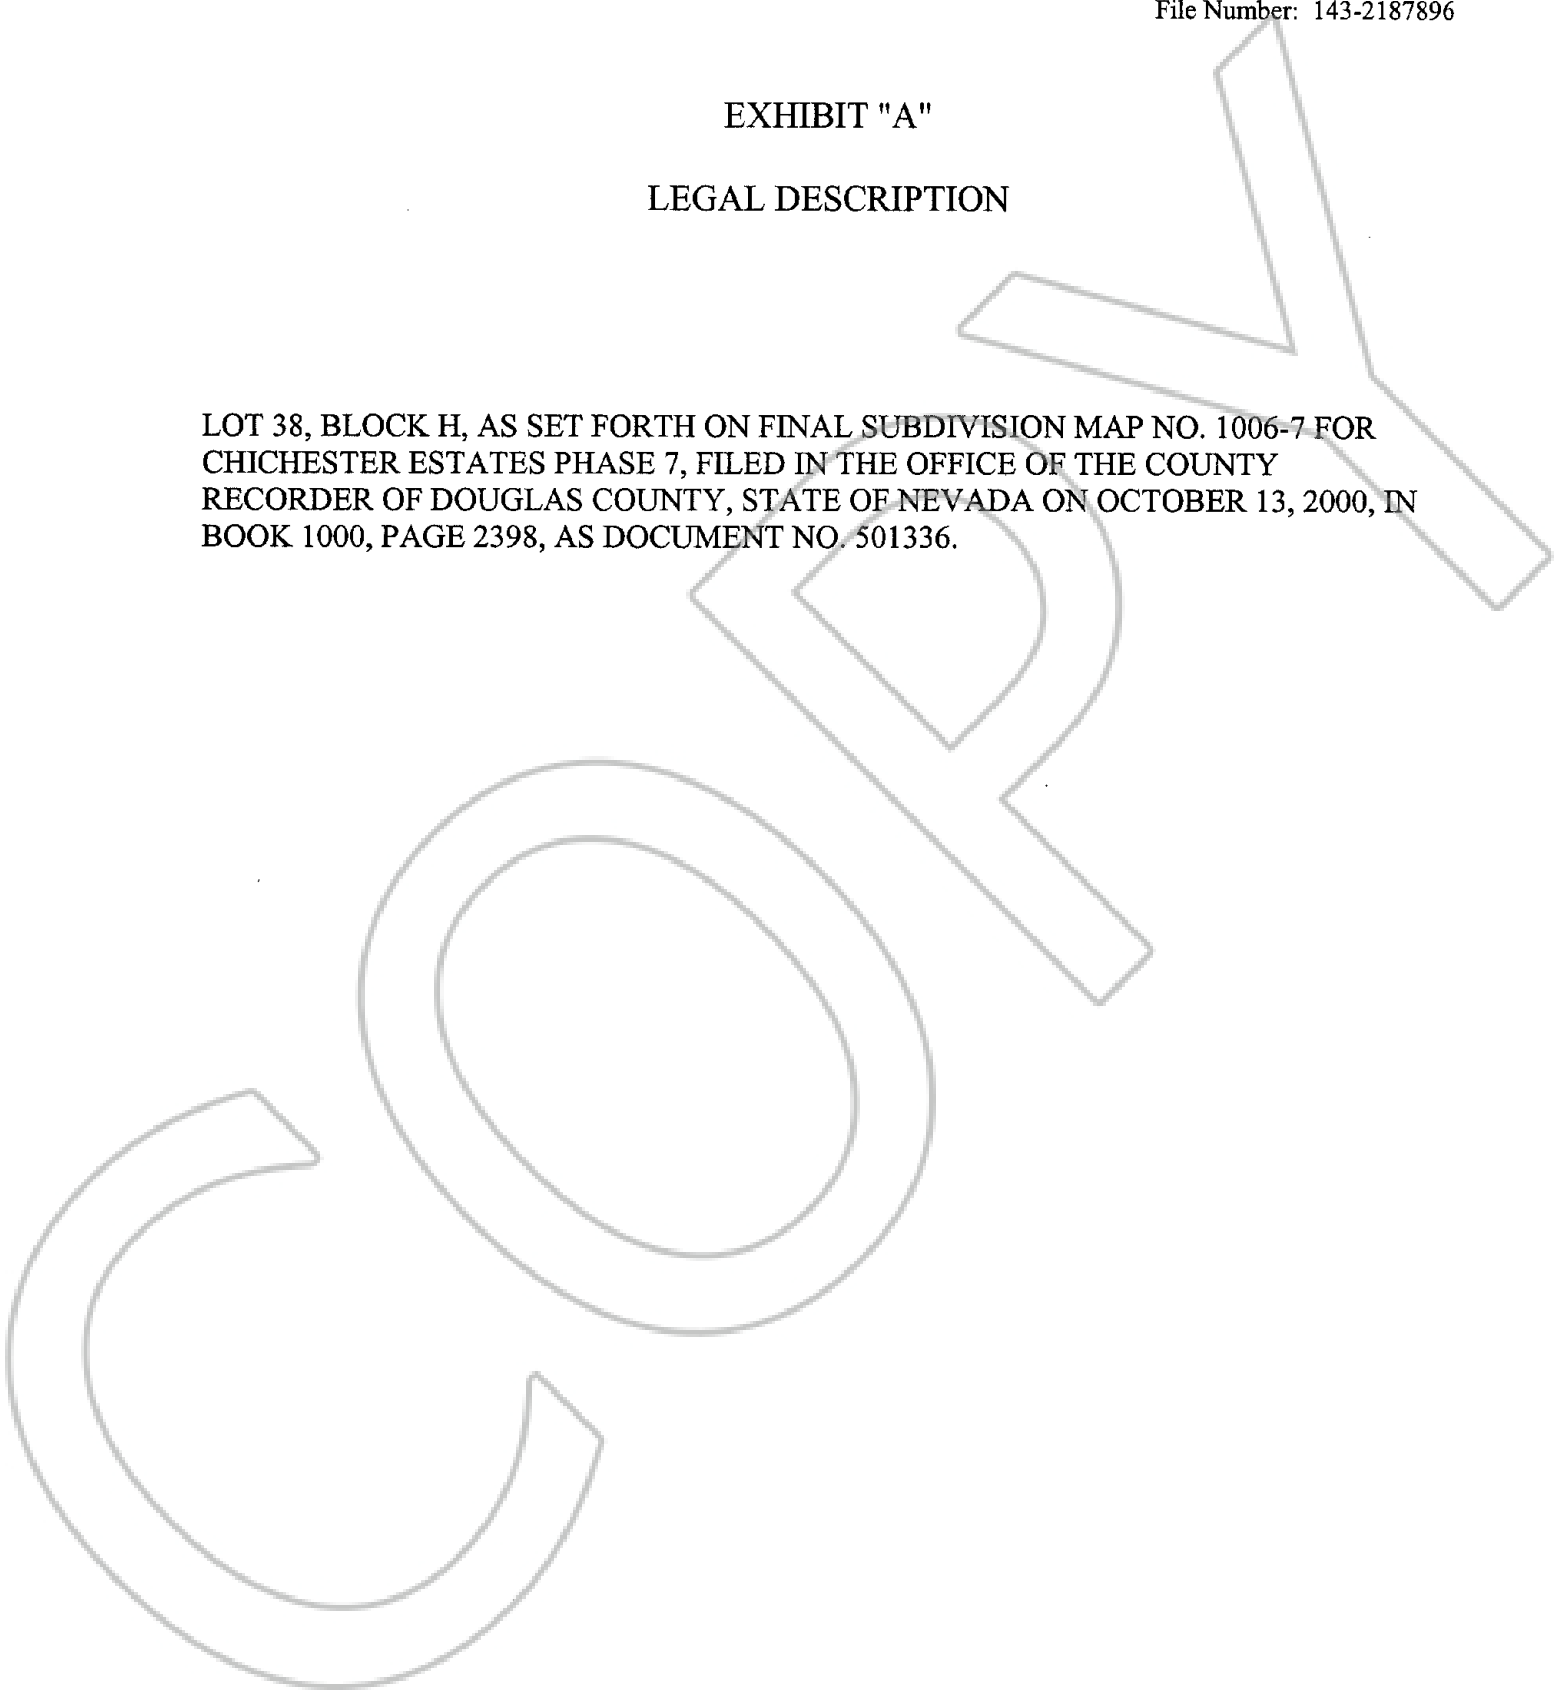 File Number: 143-2187896
EXHIBIT "A"
LEGAL DESCRIPTION
LOT 38, BLOCK H, AS SET FORTH ON FINAL SUBDIVISION MAP NO. 1006-7 FOR
CHICHESTER ESTATES PHASE 7, FILED IN THE OFFICE OF THE COUNTY
RECORDER OF DOUGLAS COUNTY, STATE OF NEVADA ON OCTOBER 13, 2000, IN
BOOK 1000, PAGE 2398, AS DOCUMENT NO. 501336.
COPY